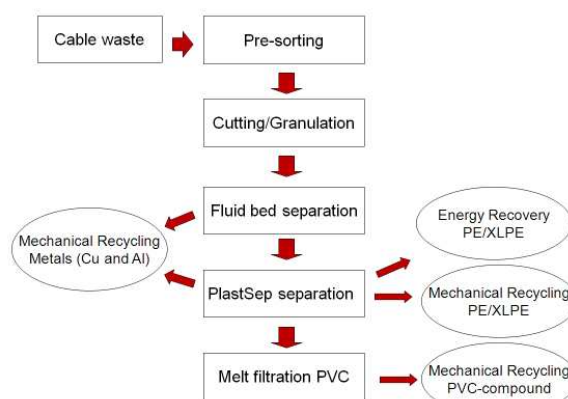 Cable waste
Pre-sorting
Cutting/Granulation
Fluid bed separation
Mechanical Recycling
Metals (Cu and Al)
Energy Recovery
PE/XLPE
PlastSep separation
Mechanical Recycling
PE/XLPE
Melt filtration PVC
Mechanical Recycling
PVC-compound